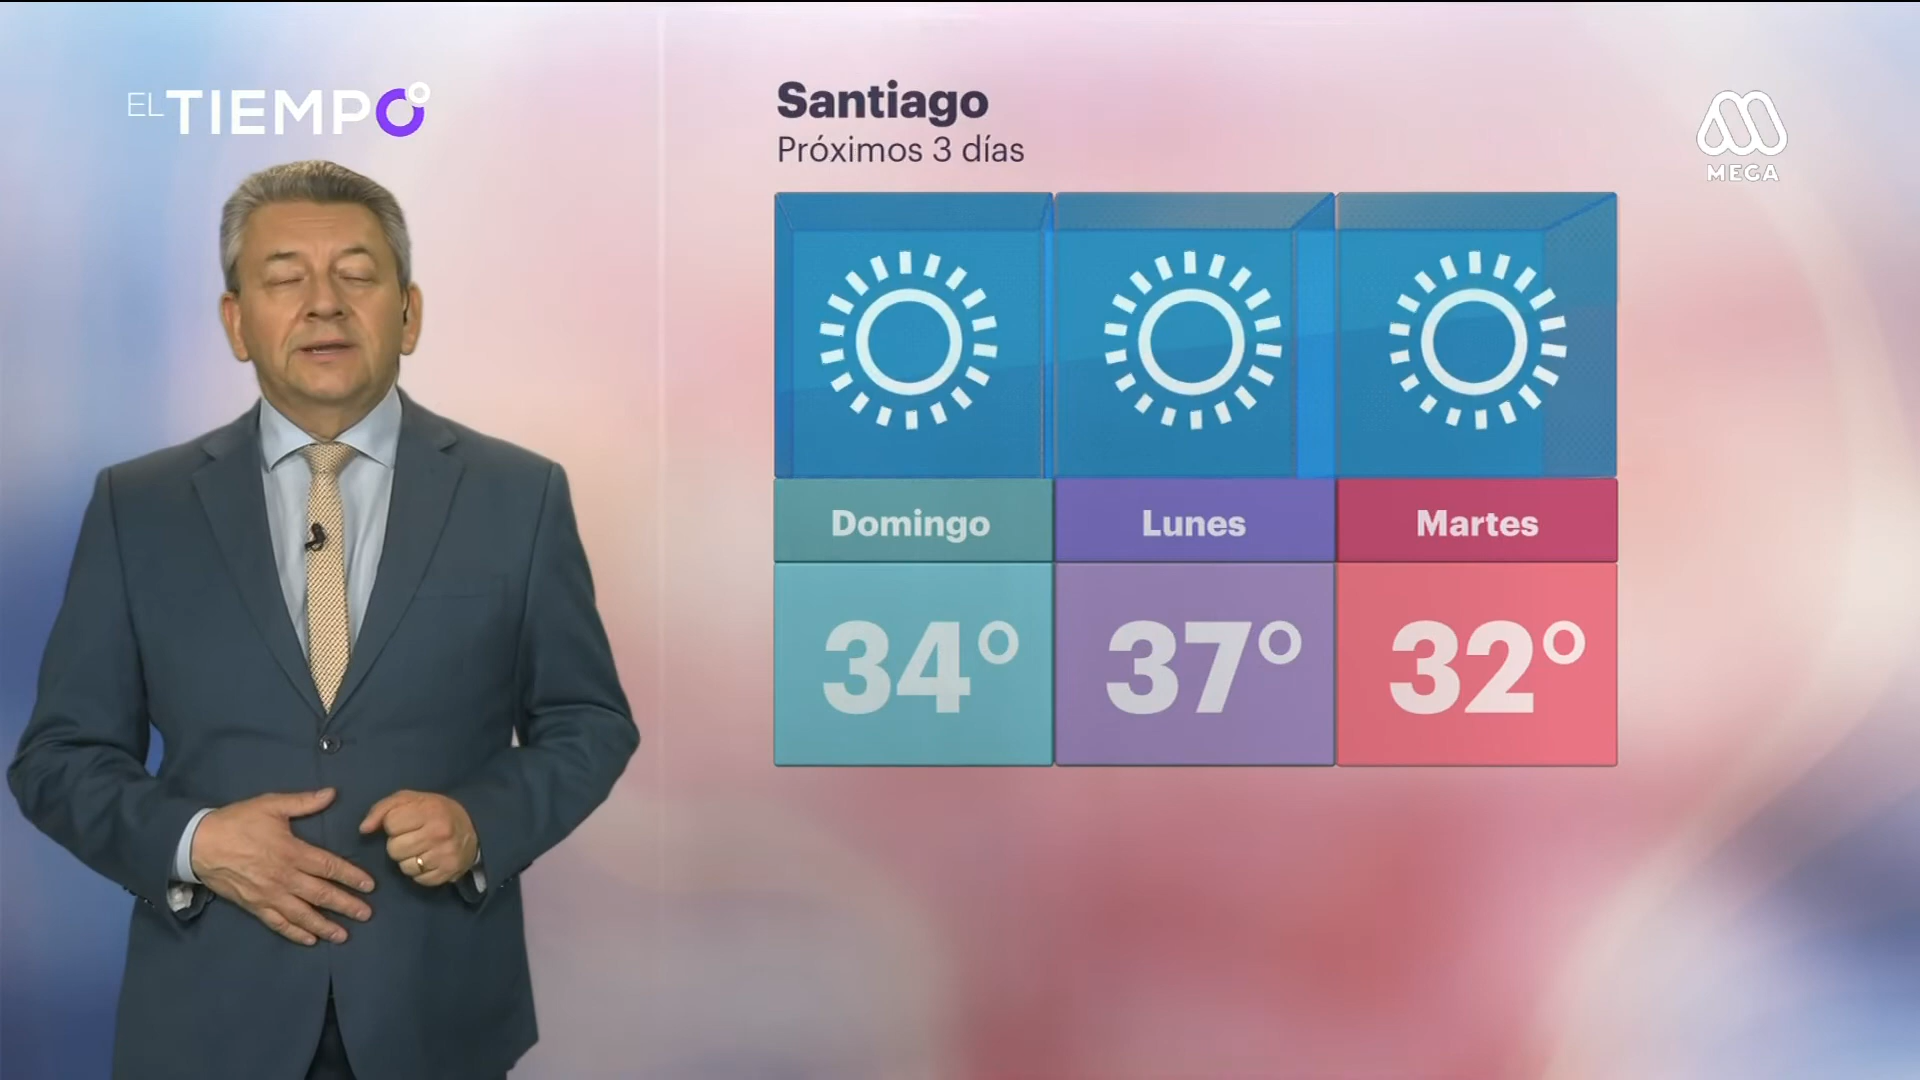 EL TIEMPO
Santiago
Próximos 3 días
MEGA
Domingo
Lunes
Martes
34°
37°
32°